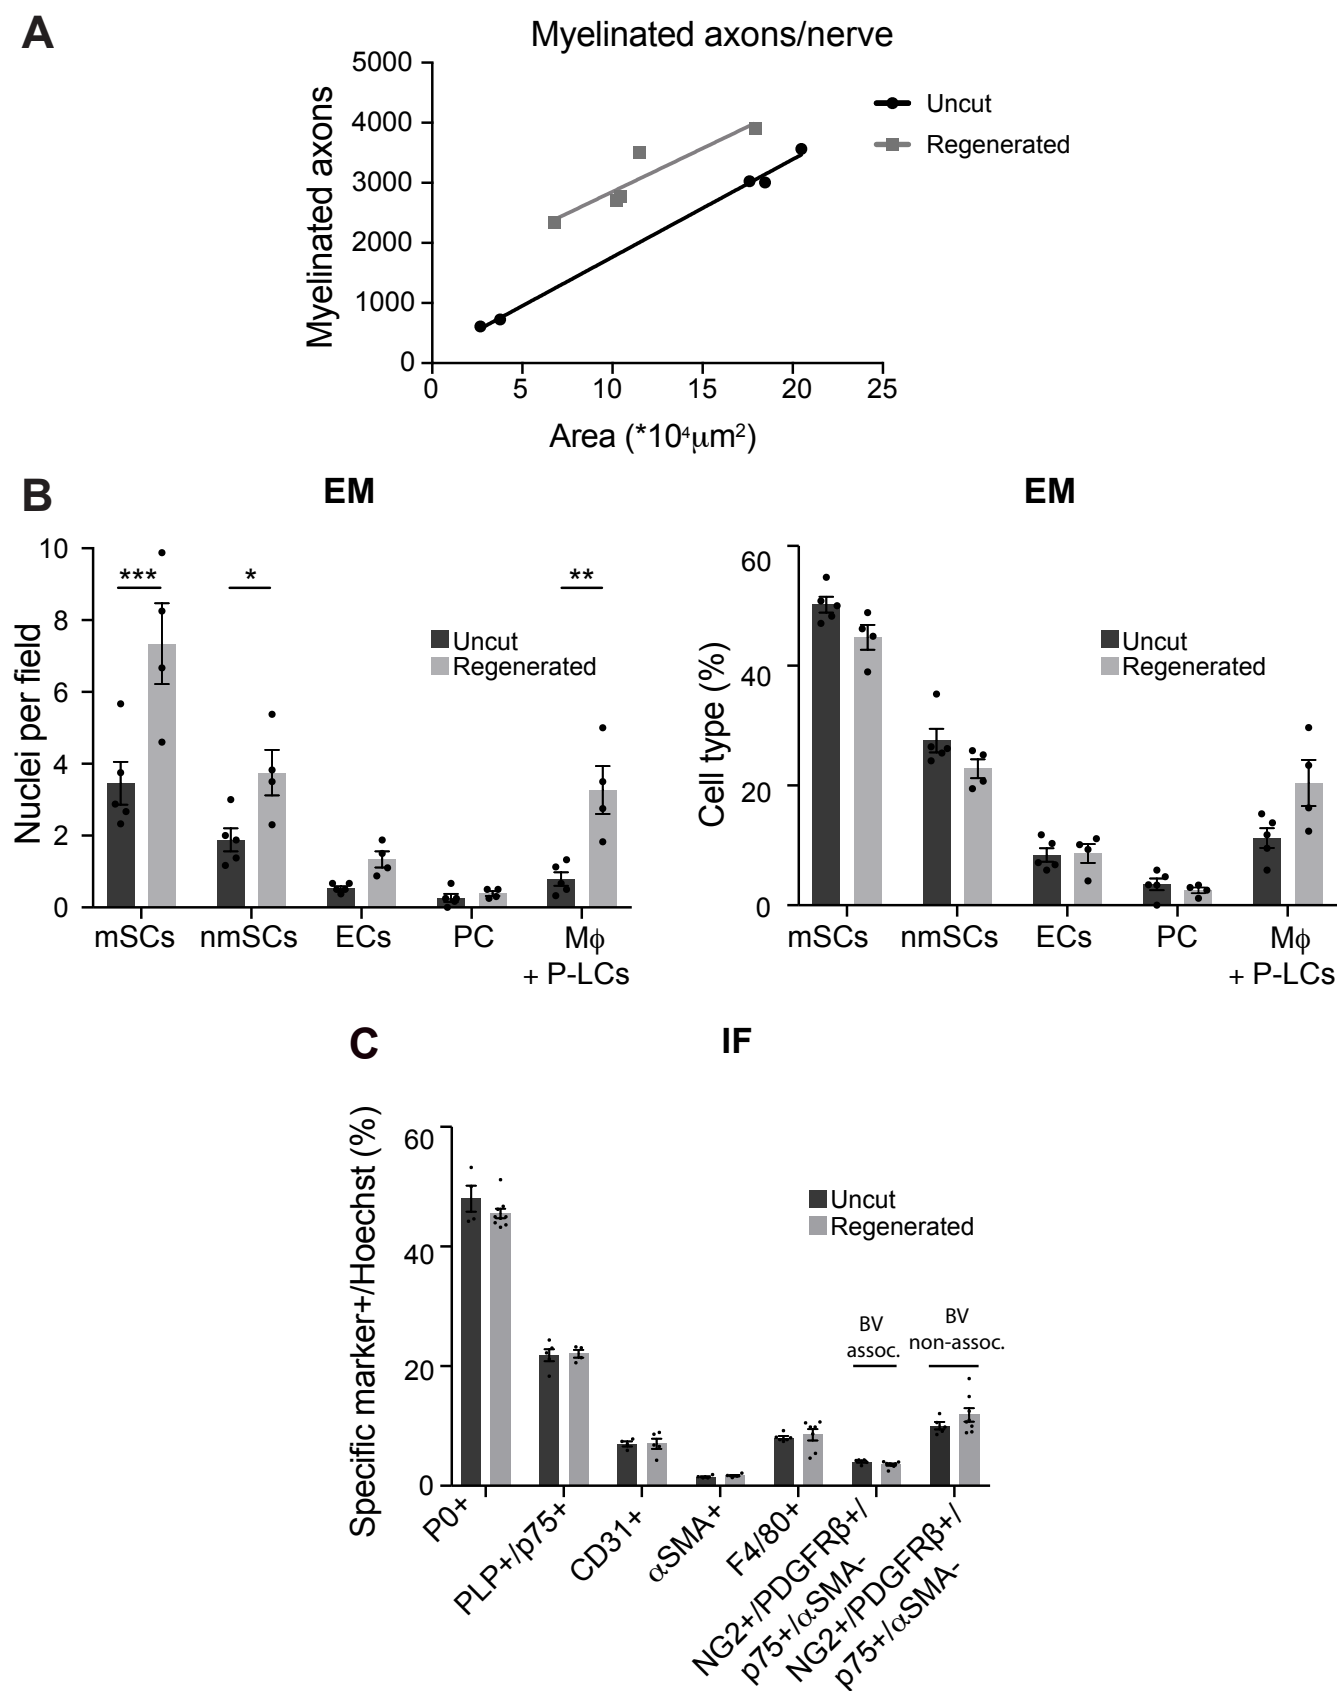 A
Myelinated axons/nerve
Myelinated axons
5000
4000
3000
2000
1000
0
0 5 10 15 20 25
Area (*10⁴μm²)
Uncut
Regenerated
B
EM
Nuclei per field
10
8
6
4
2
0
*** * **
Uncut
Regenerated
mSCs nmSCs ECs PC Mϕ
+ P-LCs
EM
Cell type (%)
60
40
20
0
Uncut
Regenerated
mSCs nmSCs ECs PC Mϕ
+ P-LCs
C
IF
Specific marker+/Hoechst (%)
60
40
20
0
Uncut
Regenerated
BV
assoc.
BV
non-assoc.
P0+
PLP+/p75+
CD31+
αSMA+
F4/80+
NG2+/PDGFRβ+/
p75+/αSMA-
NG2+/PDGFRβ+/
p75+/αSMA-